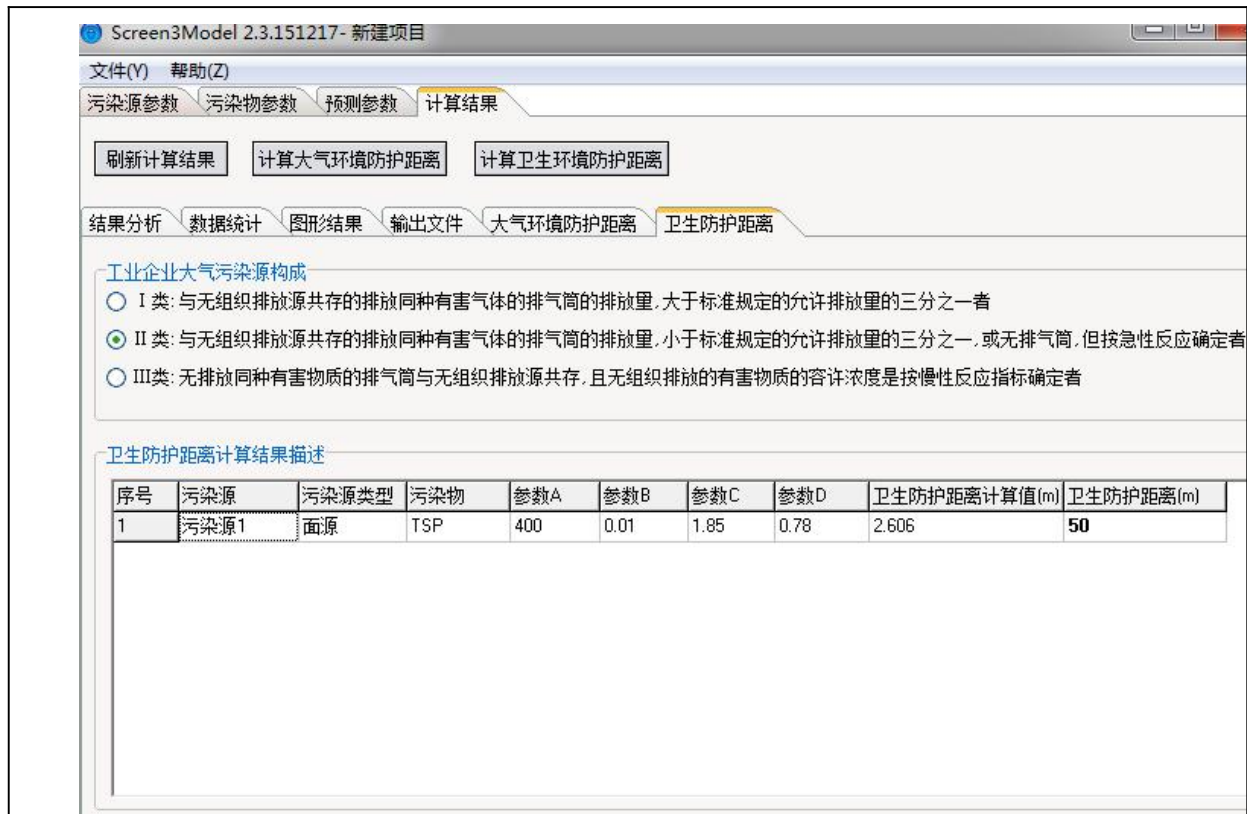 Screen3Model 2.3.151217- 新建项目
文件(Y) 帮助(Z)
污染源参数 污染物参数 预测参数 计算结果
刷新计算结果 计算大气环境防护距离 计算卫生环境防护距离
结果分析 数据统计 图形结果 输出文件 大气环境防护距离 卫生防护距离
工业企业大气污染源构成
I 类: 与无组织排放源共存的排放同种有害气体的排气筒的排放量,大于标准规定的允许排放量的三分之一者
II 类: 与无组织排放源共存的排放同种有害气体的排气筒的排放量,小于标准规定的允许排放量的三分之一,或无排气筒,但按急性反应确定者
III类: 无排放同种有害物质的排气筒与无组织排放源共存,且无组织排放的有害物质的容许浓度是按慢性反应指标确定者
卫生防护距离计算结果描述
序号 污染源 污染源类型 污染物 参数A 参数B 参数C 参数D 卫生防护距离计算值(m) 卫生防护距离(m)
1 污染源1 面源 TSP 400 0.01 1.85 0.78 2.606 50